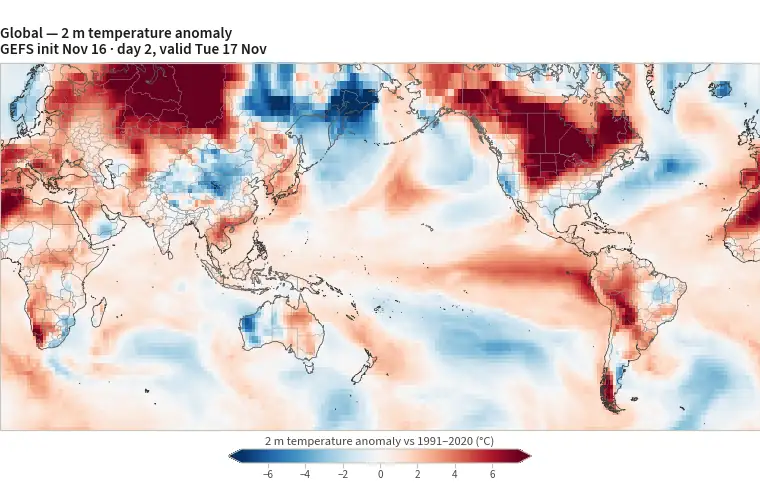 Global — 2 m temperature anomaly
GEFS init Nov 16 · day 2, valid Tue 17 Nov
2 m temperature anomaly vs 1991–2020 (°C)
−6 −4 −2 0 2 4 6